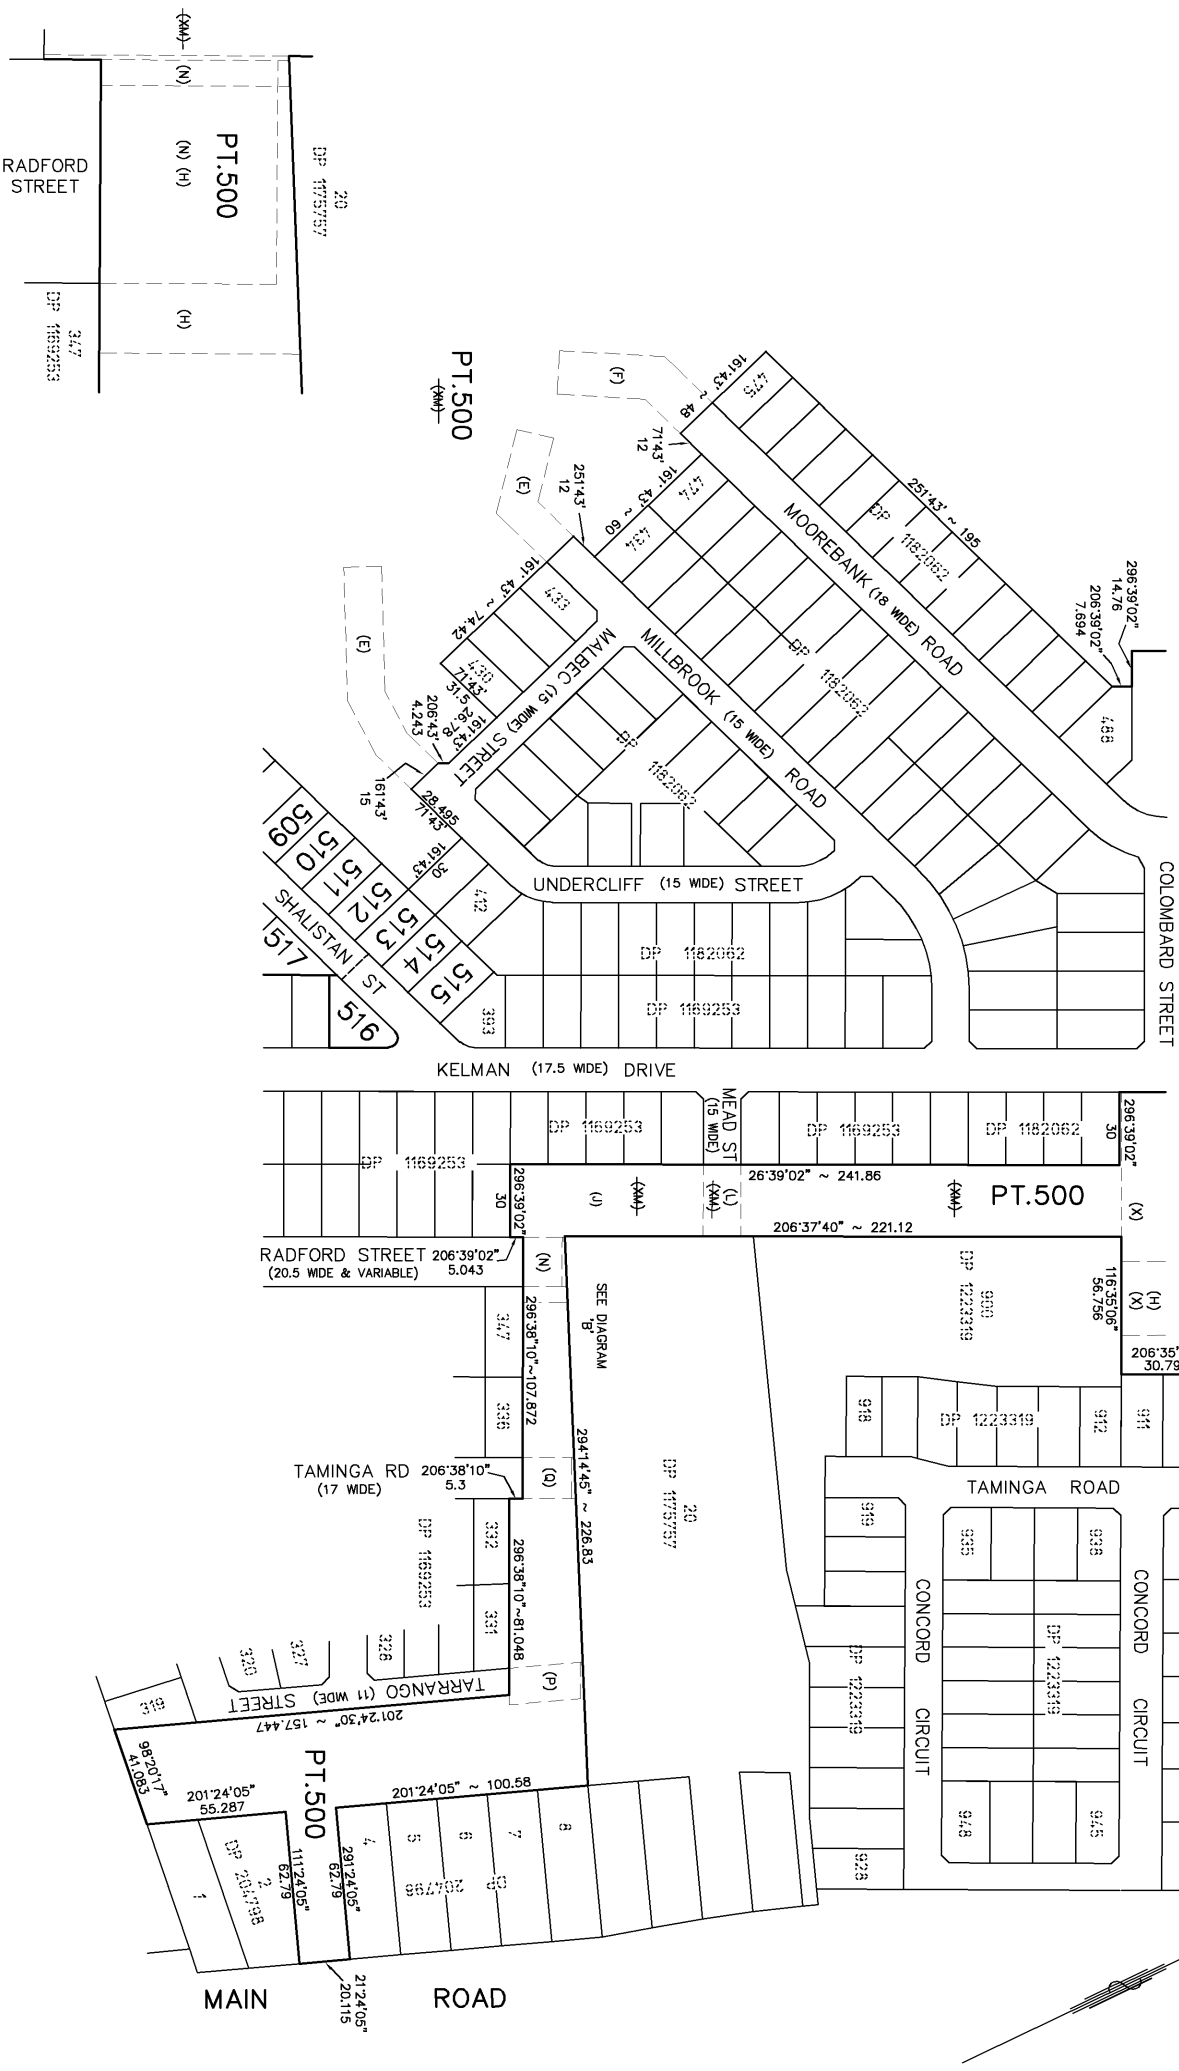 (XM)
(N)
(N) (H)
PT.500
20
DP 1175757
RADFORD
STREET
(H)
347
DP 1169253
PT.500
(XM)
(F)
(E)
(E)
161°43' ~ 48
475
71°43'
12
474
251°43'
12
161°43' ~ 60
434
251°43' ~ 195
DP 1182062
MOOREBANK (18 WIDE) ROAD
296°39'02"
14.76
206°39'02"
7.694
488
161°43' ~ 74.42
433
430
71°43'
31.5
161°43'
26.78
206°43'
4.243
161°43'
15
28.495
71°43'
161°43'
30
MALBEC (15 WIDE) STREET
MILLBROOK (15 WIDE) ROAD
DP 1182062
DP 1182062
412
UNDERCLIFF (15 WIDE) STREET
COLOMBARD STREET
509
510
511
512
513
514
515
SHALISTAN ST
517
516
393
DP 1182062
DP 1169253
KELMAN (17.5 WIDE) DRIVE
MEAD ST
(15 WIDE)
DP 1169253
DP 1169253
DP 1169253
DP 1182062
296°39'02"
30
296°39'02"
30
26°39'02" ~ 241.86
(J)
(XM)
(L)
(XM)
(XM)
PT.500
(X)
206°37'40" ~ 221.12
RADFORD STREET
(20.5 WIDE & VARIABLE)
206°39'02"
5.043
(N)
SEE DIAGRAM
'B'
900
DP 1223319
116°35'06"
56.756
(H)
(X)
206°35'
30.79
347
336
296°38'10" ~ 107.872
294°14'45" ~ 226.83
918
DP 1223319
912
911
TAMINGA RD
(17 WIDE)
206°38'10"
5.3
(Q)
20
DP 1175757
TAMINGA ROAD
919
935
938
DP 1169253
332
331
296°38'10" ~ 81.048
(P)
CONCORD CIRCUIT
CONCORD CIRCUIT
DP 1223319
DP 1223319
320
327
328
319
TARRANGO (11 WIDE) STREET
201°24'30" ~ 157.447
98°20'17"
41.083
201°24'05"
55.287
PT.500
201°24'05" ~ 100.58
948
945
928
1
2
DP 204798
111°24'05"
62.79
291°24'05"
62.79
4
5
6
7
8
DP 204798
21°24'05"
20.115
MAIN ROAD